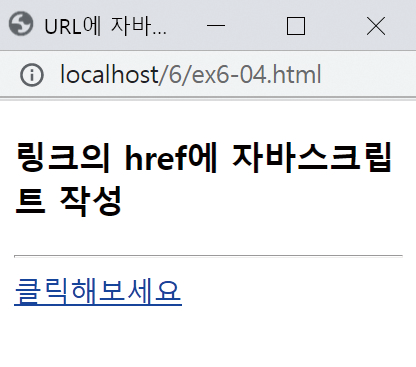 URL에 자바...
localhost/6/ex6-04.html
링크의 href에 자바스크립
트 작성
클릭해보세요